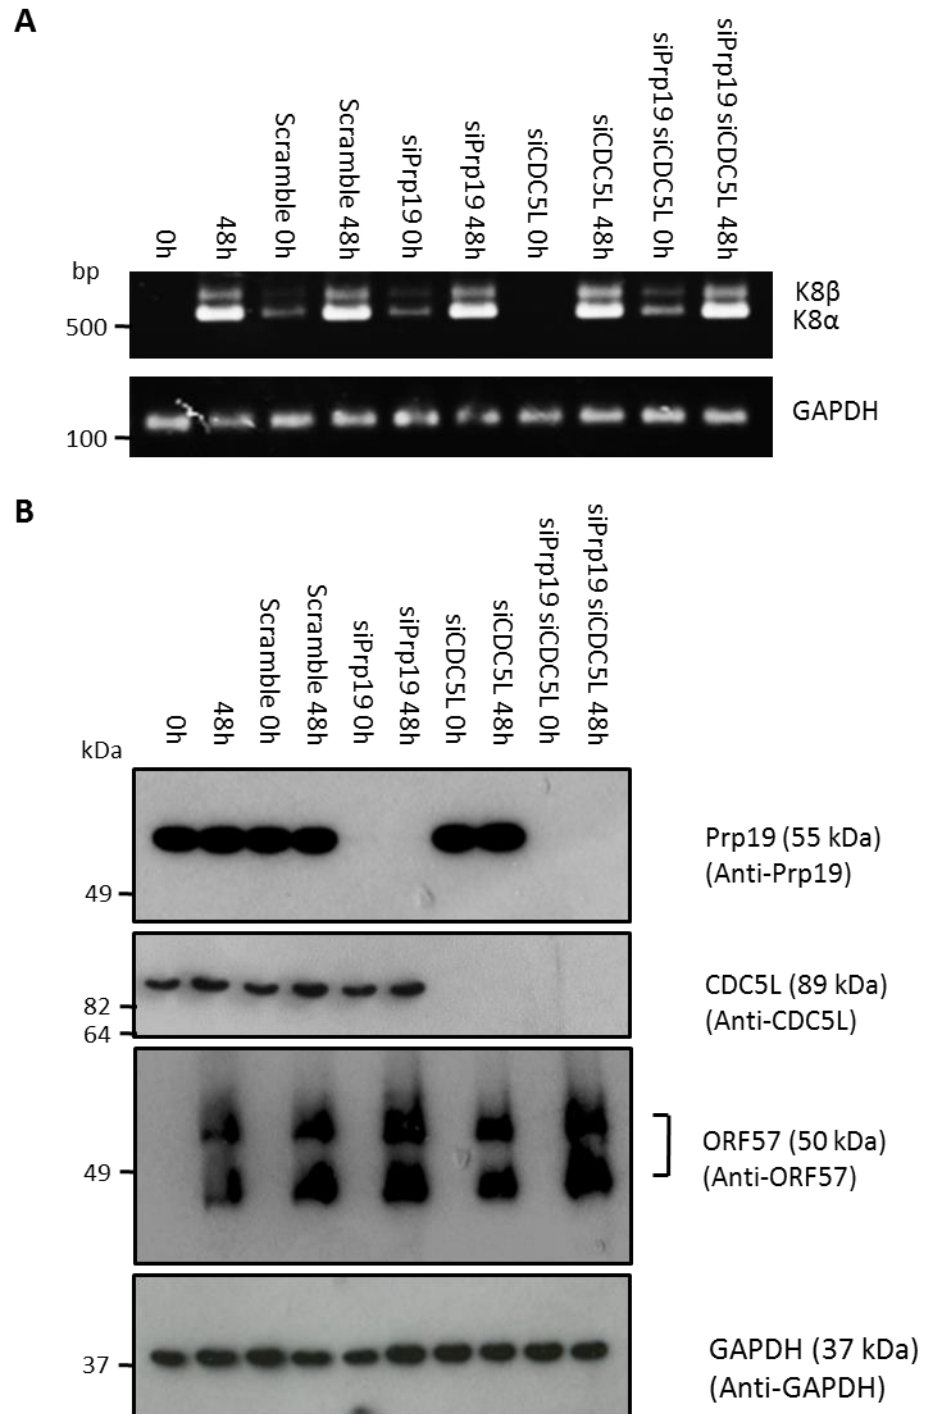 A
0h
48h
Scramble 0h
Scramble 48h
siPrp19 0h
siPrp19 48h
siCDC5L 0h
siCDC5L 48h
siPrp19 siCDC5L 0h
siPrp19 siCDC5L 48h
bp
K8β
500
K8α
GAPDH
100
B
0h
48h
Scramble 0h
Scramble 48h
siPrp19 0h
siPrp19 48h
siCDC5L 0h
siCDC5L 48h
siPrp19 siCDC5L 0h
siPrp19 siCDC5L 48h
kDa
Prp19 (55 kDa)
(Anti-Prp19)
49
CDC5L (89 kDa)
(Anti-CDC5L)
82
64
ORF57 (50 kDa)
(Anti-ORF57)
49
GAPDH (37 kDa)
(Anti-GAPDH)
37